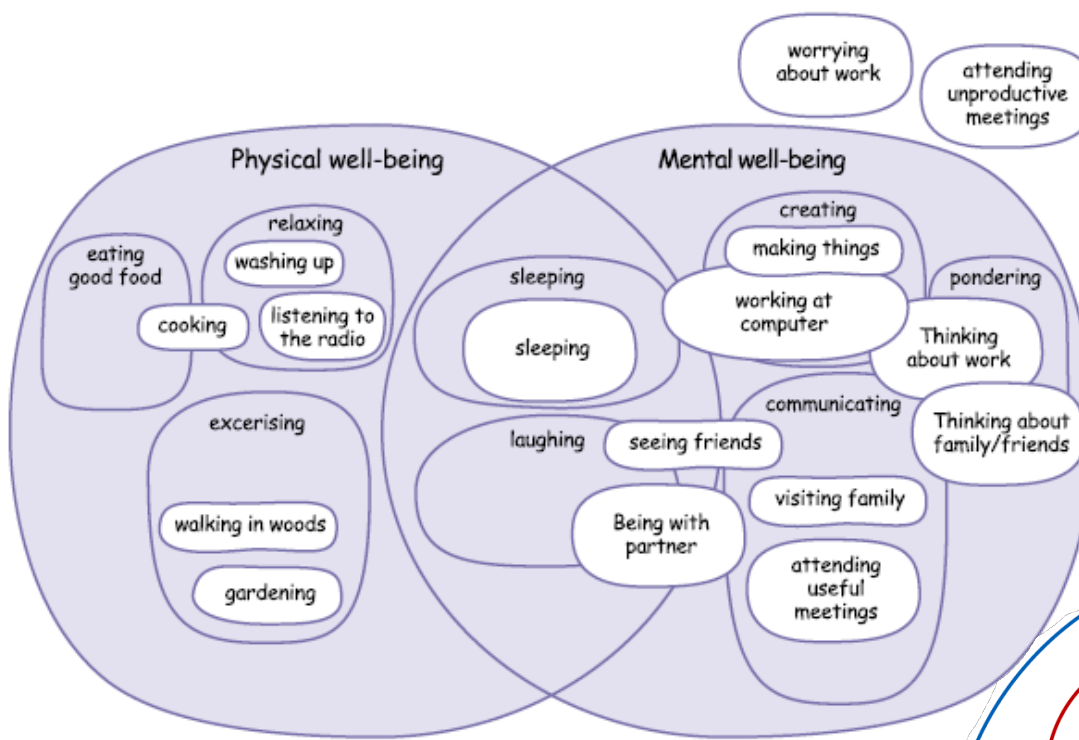 worrying
about work
attending
unproductive
meetings
Physical well-being
Mental well-being
relaxing
washing up
listening to
the radio
eating
good food
cooking
excerising
walking in woods
gardening
sleeping
sleeping
laughing
seeing friends
Being with
partner
creating
making things
working at
computer
pondering
Thinking
about work
Thinking about
family/friends
communicating
visiting family
attending
useful
meetings